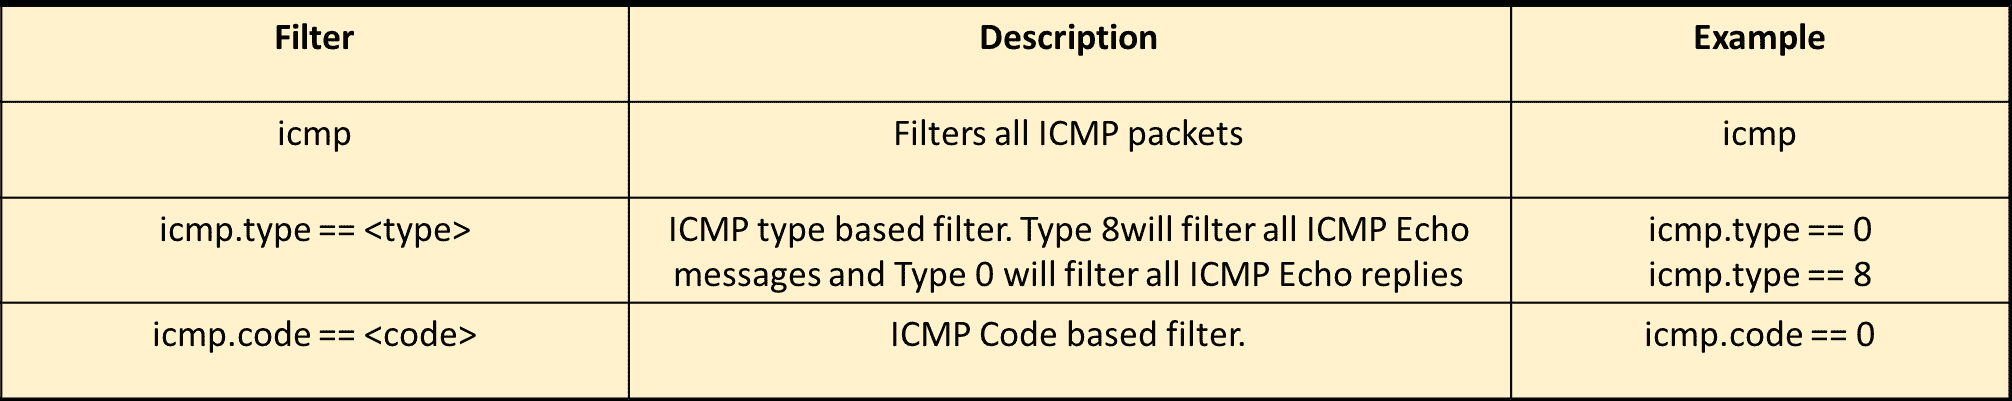 Filter Description Example
icmp Filters all ICMP packets icmp
icmp.type == <type> ICMP type based filter. Type 8will filter all ICMP Echo icmp.type == 0
messages and Type 0 will filter all ICMP Echo replies icmp.type == 8
icmp.code == <code> ICMP Code based filter. icmp.code == 0